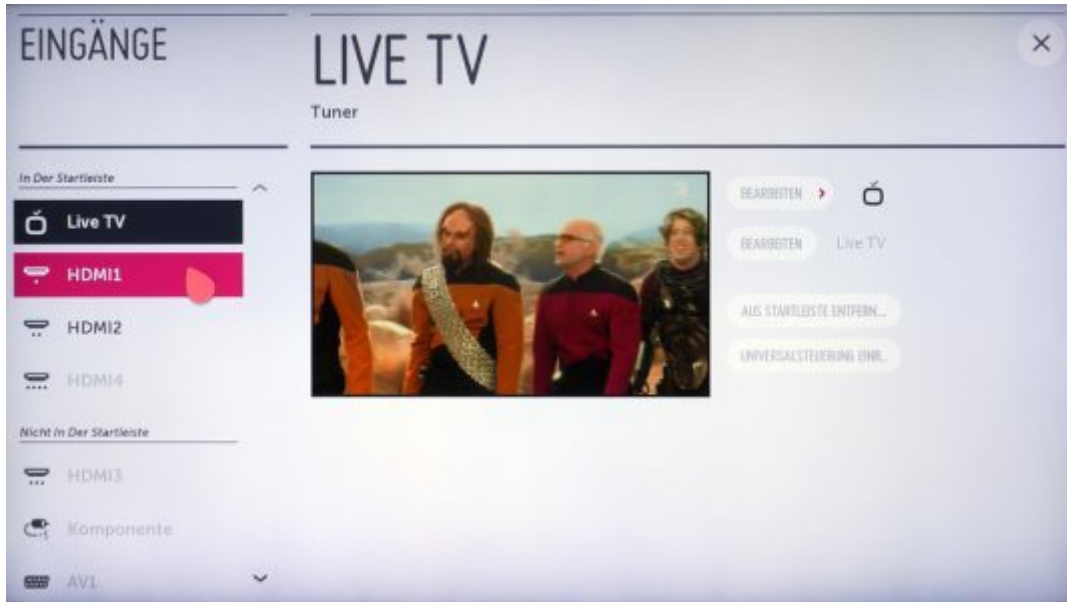 EINGÄNGE
LIVE TV
Tuner
In Der Startleiste
Live TV
HDMI1
HDMI2
HDMI4
Nicht In Der Startleiste
HDMI3
Komponente
AV1
BEARBEITEN
BEARBEITEN Live TV
AUS STARTLEISTE ENTFERN...
UNIVERSALSTEUERUNG EINR...